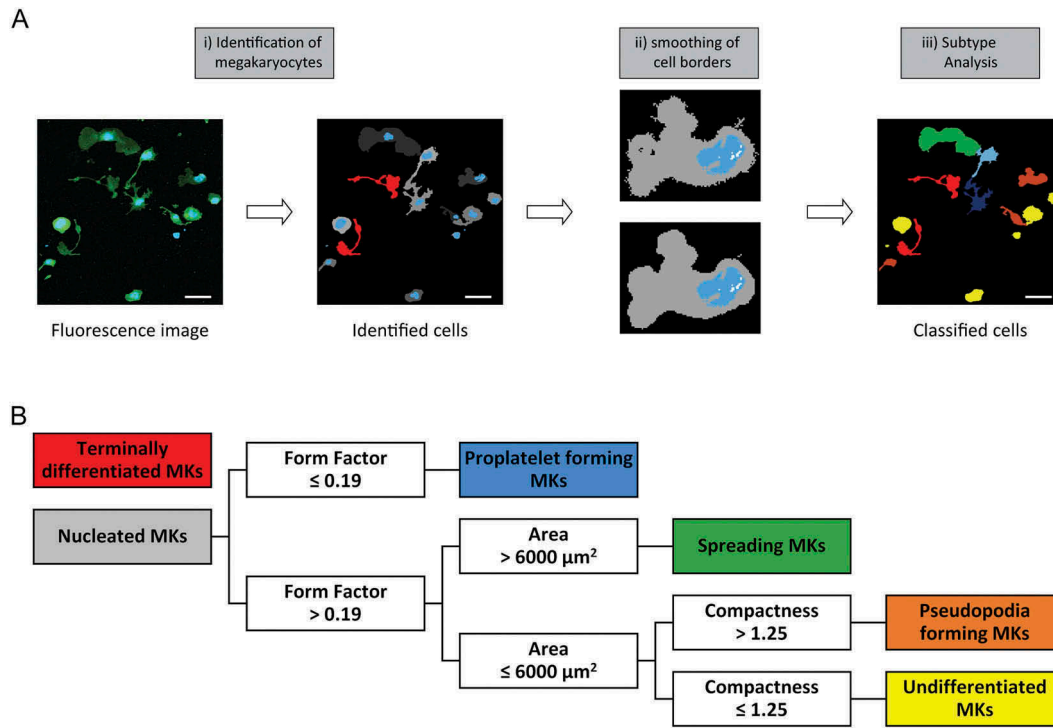 A
i) Identification of
megakaryocytes
ii) smoothing of
cell borders
iii) Subtype
Analysis
Fluorescence image
Identified cells
Classified cells
B
Terminally
differentiated MKs
Nucleated MKs
Form Factor
≤ 0.19
Proplatelet forming
MKs
Form Factor
> 0.19
Area
> 6000 µm²
Spreading MKs
Area
≤ 6000 µm²
Compactness
> 1.25
Pseudopodia
forming MKs
Compactness
≤ 1.25
Undifferentiated
MKs